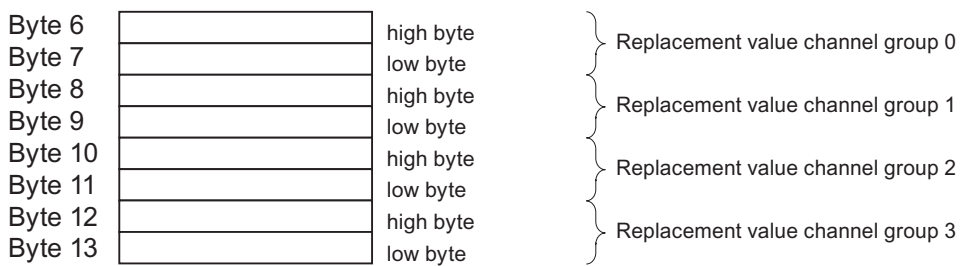 Byte 6 high byte
Replacement value channel group 0
Byte 7 low byte
Byte 8 high byte
Replacement value channel group 1
Byte 9 low byte
Byte 10 high byte
Replacement value channel group 2
Byte 11 low byte
Byte 12 high byte
Replacement value channel group 3
Byte 13 low byte